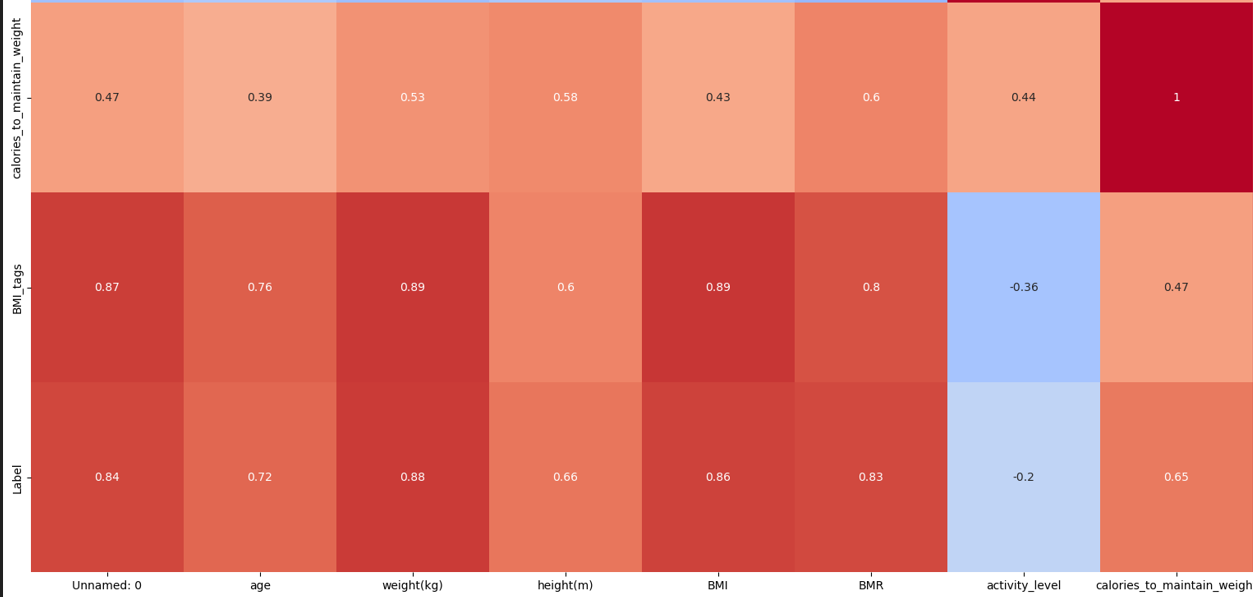 calories_to_maintain_weight
0.47 0.39 0.53 0.58 0.43 0.6 0.44 1
BMI_tags
0.87 0.76 0.89 0.6 0.89 0.8 -0.36 0.47
Label
0.84 0.72 0.88 0.66 0.86 0.83 -0.2 0.65
Unnamed: 0 age weight(kg) height(m) BMI BMR activity_level calories_to_maintain_weigh